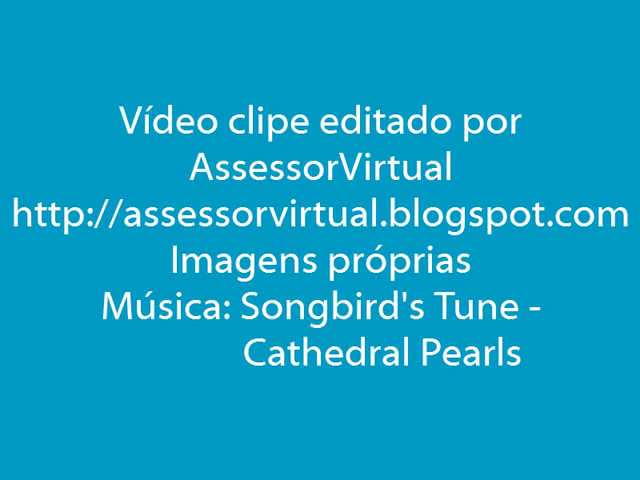 Vídeo clipe editado por
AssessorVirtual
http://assessorvirtual.blogspot.com
Imagens próprias
Música: Songbird's Tune -
Cathedral Pearls